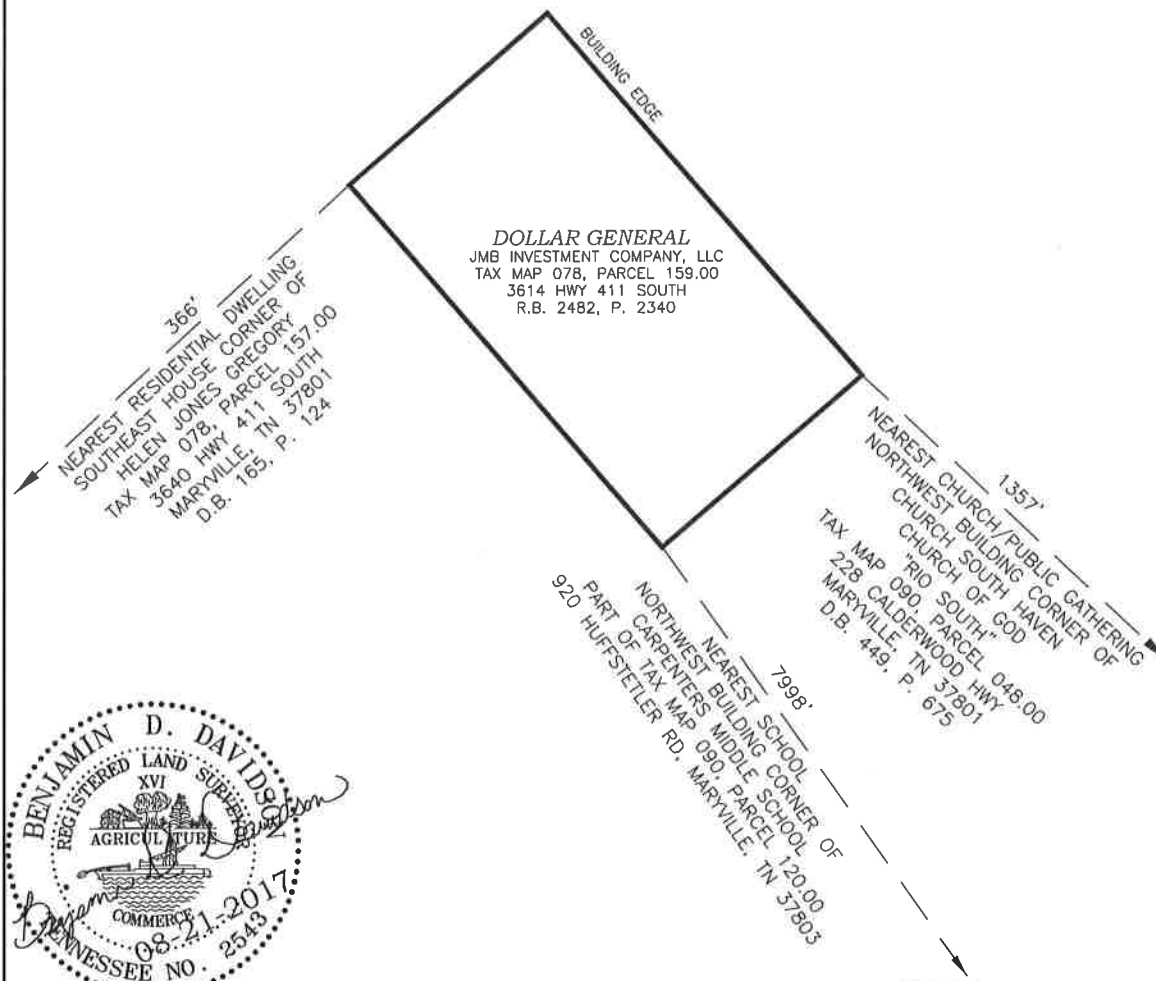 BUILDING EDGE
DOLLAR GENERAL
JMB INVESTMENT COMPANY, LLC
TAX MAP 078, PARCEL 159.00
3614 HWY 411 SOUTH
R.B. 2482, P. 2340
366'
NEAREST RESIDENTIAL DWELLING
SOUTHEAST HOUSE CORNER OF
HELEN JONES GREGORY
TAX MAP 078, PARCEL 157.00
3640 HWY 411 SOUTH
MARYVILLE, TN 37801
D.B. 165, P. 124
1357'
NEAREST CHURCH/PUBLIC GATHERING
NORTHWEST BUILDING CORNER OF
CHURCH SOUTH HAVEN
CHURCH OF GOD
"RIO SOUTH"
TAX MAP 090, PARCEL 048.00
228 CALDERWOOD HWY
MARYVILLE, TN 37801
D.B. 449, P. 675
7998'
NEAREST SCHOOL
NORTHWEST BUILDING CORNER OF
CARPENTERS MIDDLE SCHOOL
PART OF TAX MAP 090, PARCEL 120.00
920 HUFFSTETLER RD, MARYVILLE, TN 37803
BENJAMIN D. DAVIDSON
REGISTERED LAND SURVEYOR
XVI
AGRICULTURE
COMMERCE
Benjamin D. Davidson
08-21-2017
TENNESSEE NO. 2543